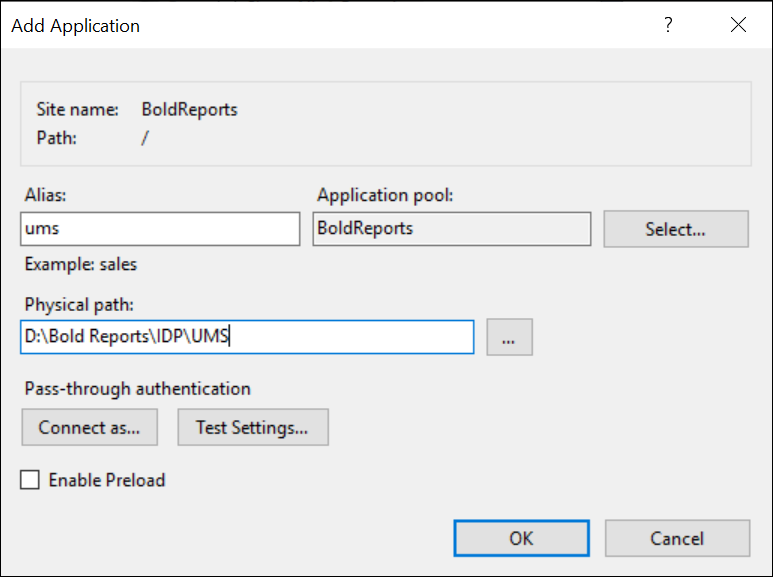 Add Application
?
Site name: BoldReports
Path: /
Alias: Application pool:
ums BoldReports Select...
Example: sales
Physical path:
D:\Bold Reports\IDP\UMS ...
Pass-through authentication
Connect as... Test Settings...
Enable Preload
OK Cancel